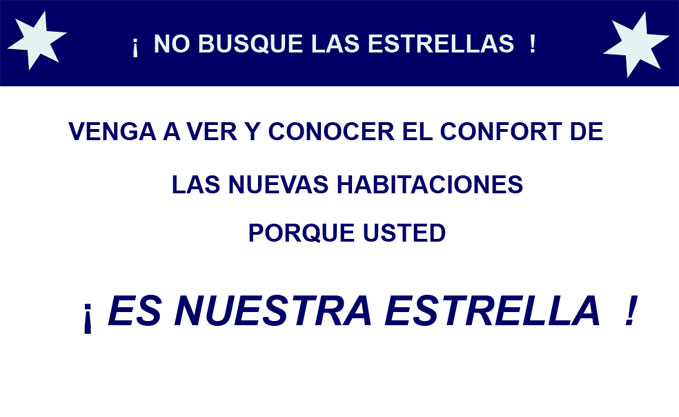 ¡ NO BUSQUE LAS ESTRELLAS !
VENGA A VER Y CONOCER EL CONFORT DE
LAS NUEVAS HABITACIONES
PORQUE USTED
¡ ES NUESTRA ESTRELLA !